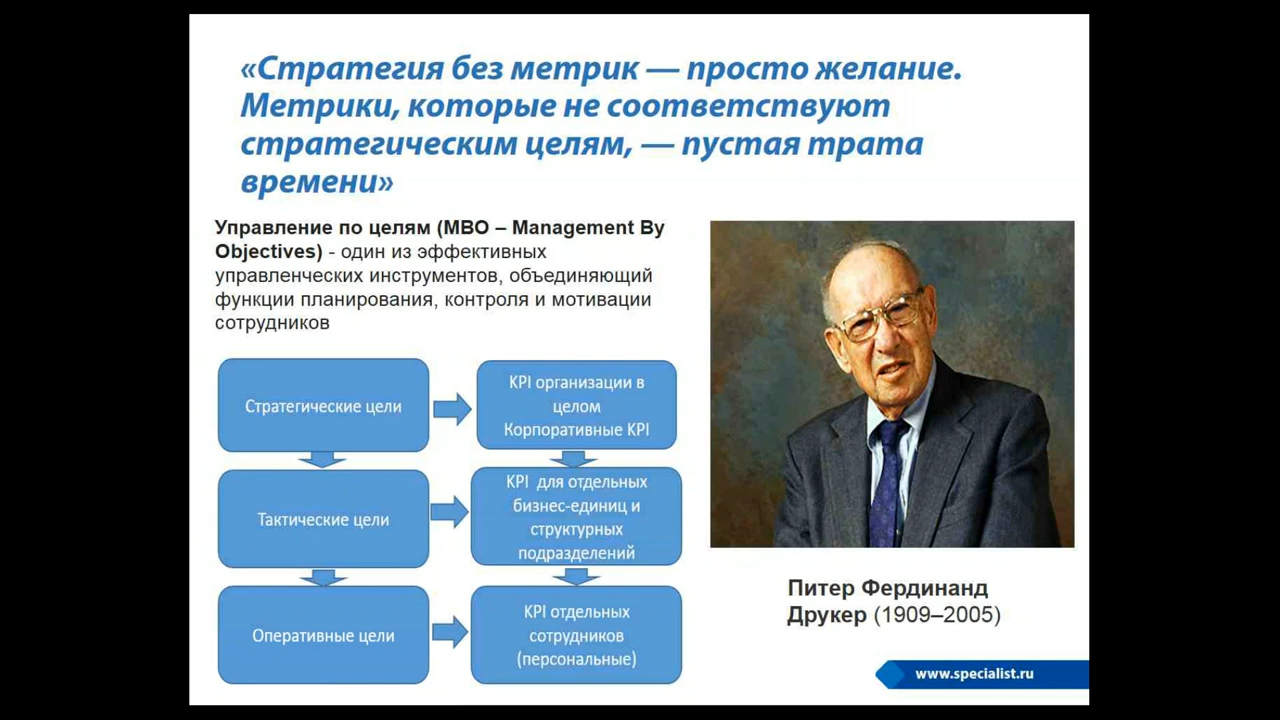 «Стратегия без метрик — просто желание.
Метрики, которые не соответствуют
стратегическим целям, — пустая трата
времени»
Управление по целям (MBO – Management By
Objectives) - один из эффективных
управленческих инструментов, объединяющий
функции планирования, контроля и мотивации
сотрудников
Стратегические цели
KPI организации в
целом
Корпоративные KPI
Тактические цели
KPI для отдельных
бизнес-единиц и
структурных
подразделений
Оперативные цели
KPI отдельных
сотрудников
(персональные)
Питер Фердинанд
Друкер (1909–2005)
www.specialist.ru